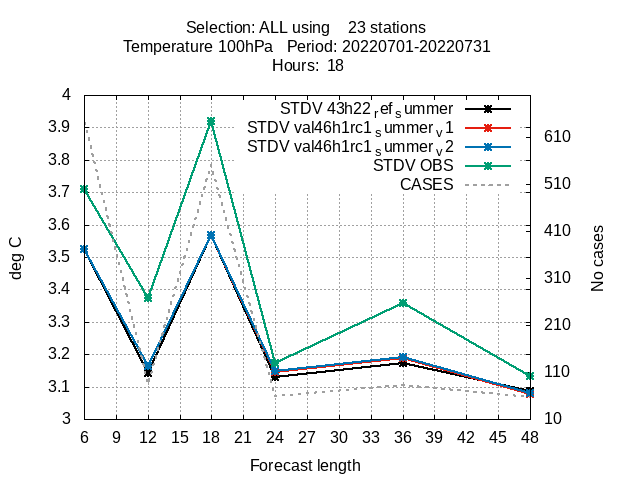 Selection: ALL using 23 stations
Temperature 100hPa Period: 20220701-20220731
Hours: 18
STDV 43h22_ref_summer
STDV val46h1rc1_summer_v1
STDV val46h1rc1_summer_v2
STDV OBS
CASES
4
3.9
3.8
3.7
3.6
3.5
3.4
3.3
3.2
3.1
3
deg C
610
510
410
310
210
110
10
No cases
6 9 12 15 18 21 24 27 30 33 36 39 42 45 48
Forecast length